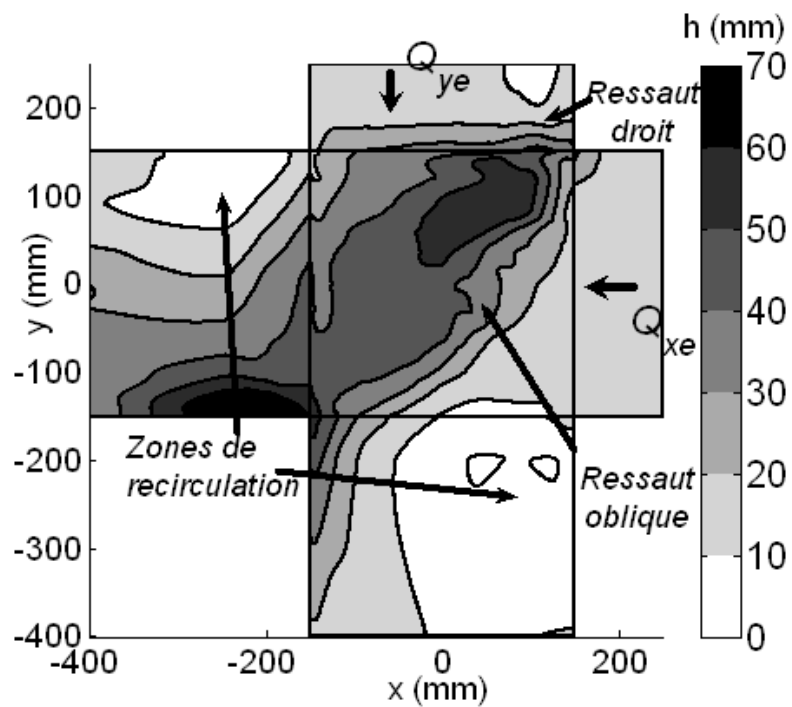 h (mm)
Q ye
Ressaut
droit
Q xe
Zones de
recirculation
Ressaut
oblique
y (mm)
200
100
0
-100
-200
-300
-400
-400
-200
0
200
x (mm)
70
60
50
40
30
20
10
0